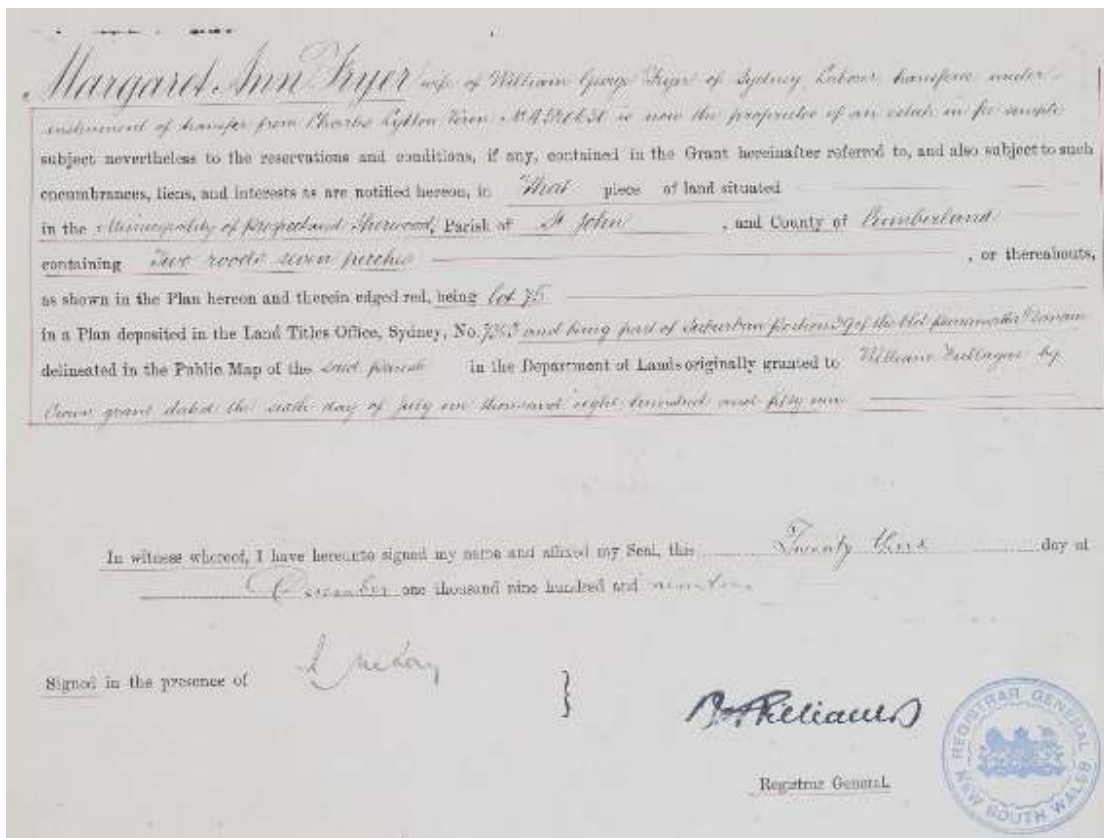 Margaret Ann Fryer wife of William George Fryer of Sydney Labourer, transferee under
instrument of transfer from Charles Lytton is now the proprietor of an estate in fee simple
subject nevertheless to the reservations and conditions, if any, contained in the Grant hereinafter referred to, and also subject to such
encumbrances, liens, and interests as are notified hereon, in That piece of land situated
in the Municipality of Prospect and Sherwood, Parish of St John , and County of Cumberland
containing Two roods seven perches , or thereabouts,
as shown in the Plan hereon and therein edged red, being lot 75
in a Plan deposited in the Land Titles Office, Sydney, No. and being part of Suburban Portion of the Old Parramatta Domain
delineated in the Public Map of the said parish in the Department of Lands originally granted to William Fullagar by
Crown grant dated the sixth day of July one thousand eight hundred and fifty nine
In witness whereof, I have hereunto signed my name and affixed my Seal, this Twenty third day of
December one thousand nine hundred and nineteen
Signed in the presence of
Williams
Registrar General.
REGISTRAR GENERAL
NEW SOUTH WALES